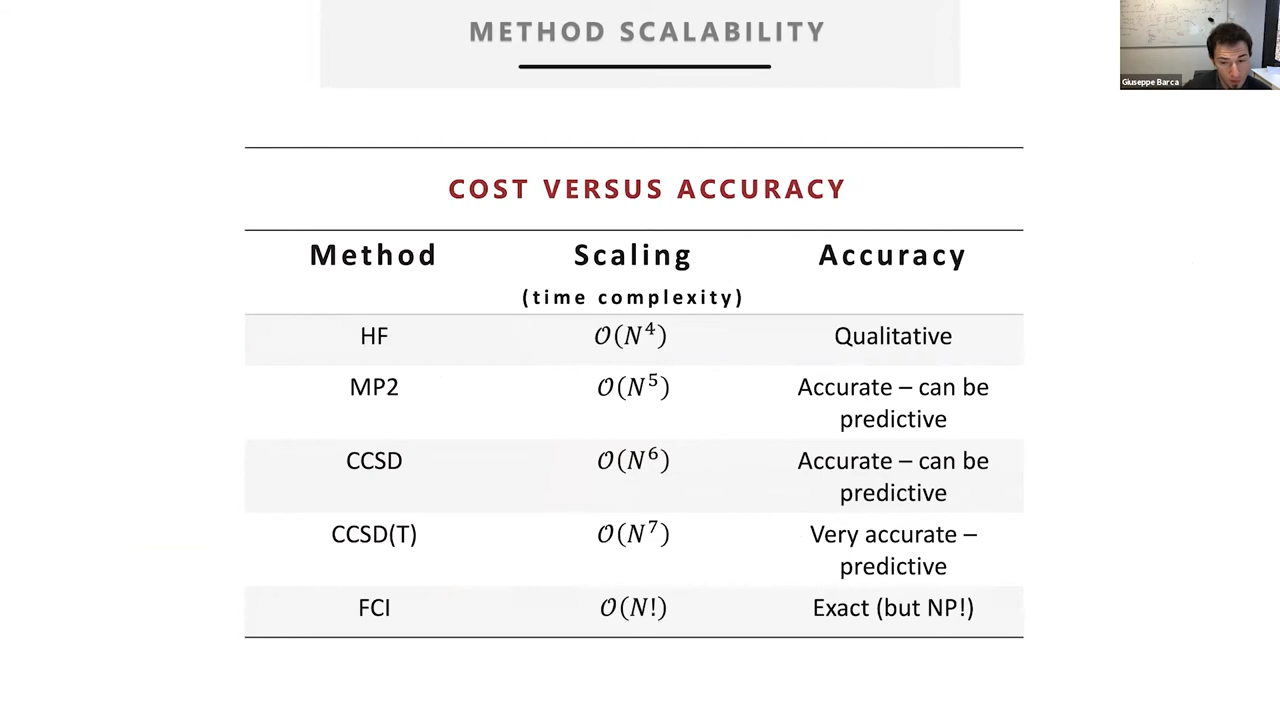 METHOD SCALABILITY
Giuseppe Barca
COST VERSUS ACCURACY
Method Scaling Accuracy
(time complexity)
HF 𝒪(N⁴) Qualitative
MP2 𝒪(N⁵) Accurate – can be
predictive
CCSD 𝒪(N⁶) Accurate – can be
predictive
CCSD(T) 𝒪(N⁷) Very accurate –
predictive
FCI 𝒪(N!) Exact (but NP!)